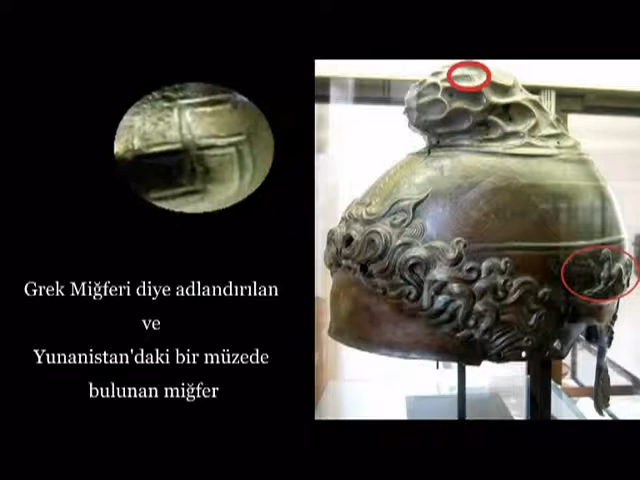 Grek Miğferi diye adlandırılan
ve
Yunanistan'daki bir müzede
bulunan miğfer